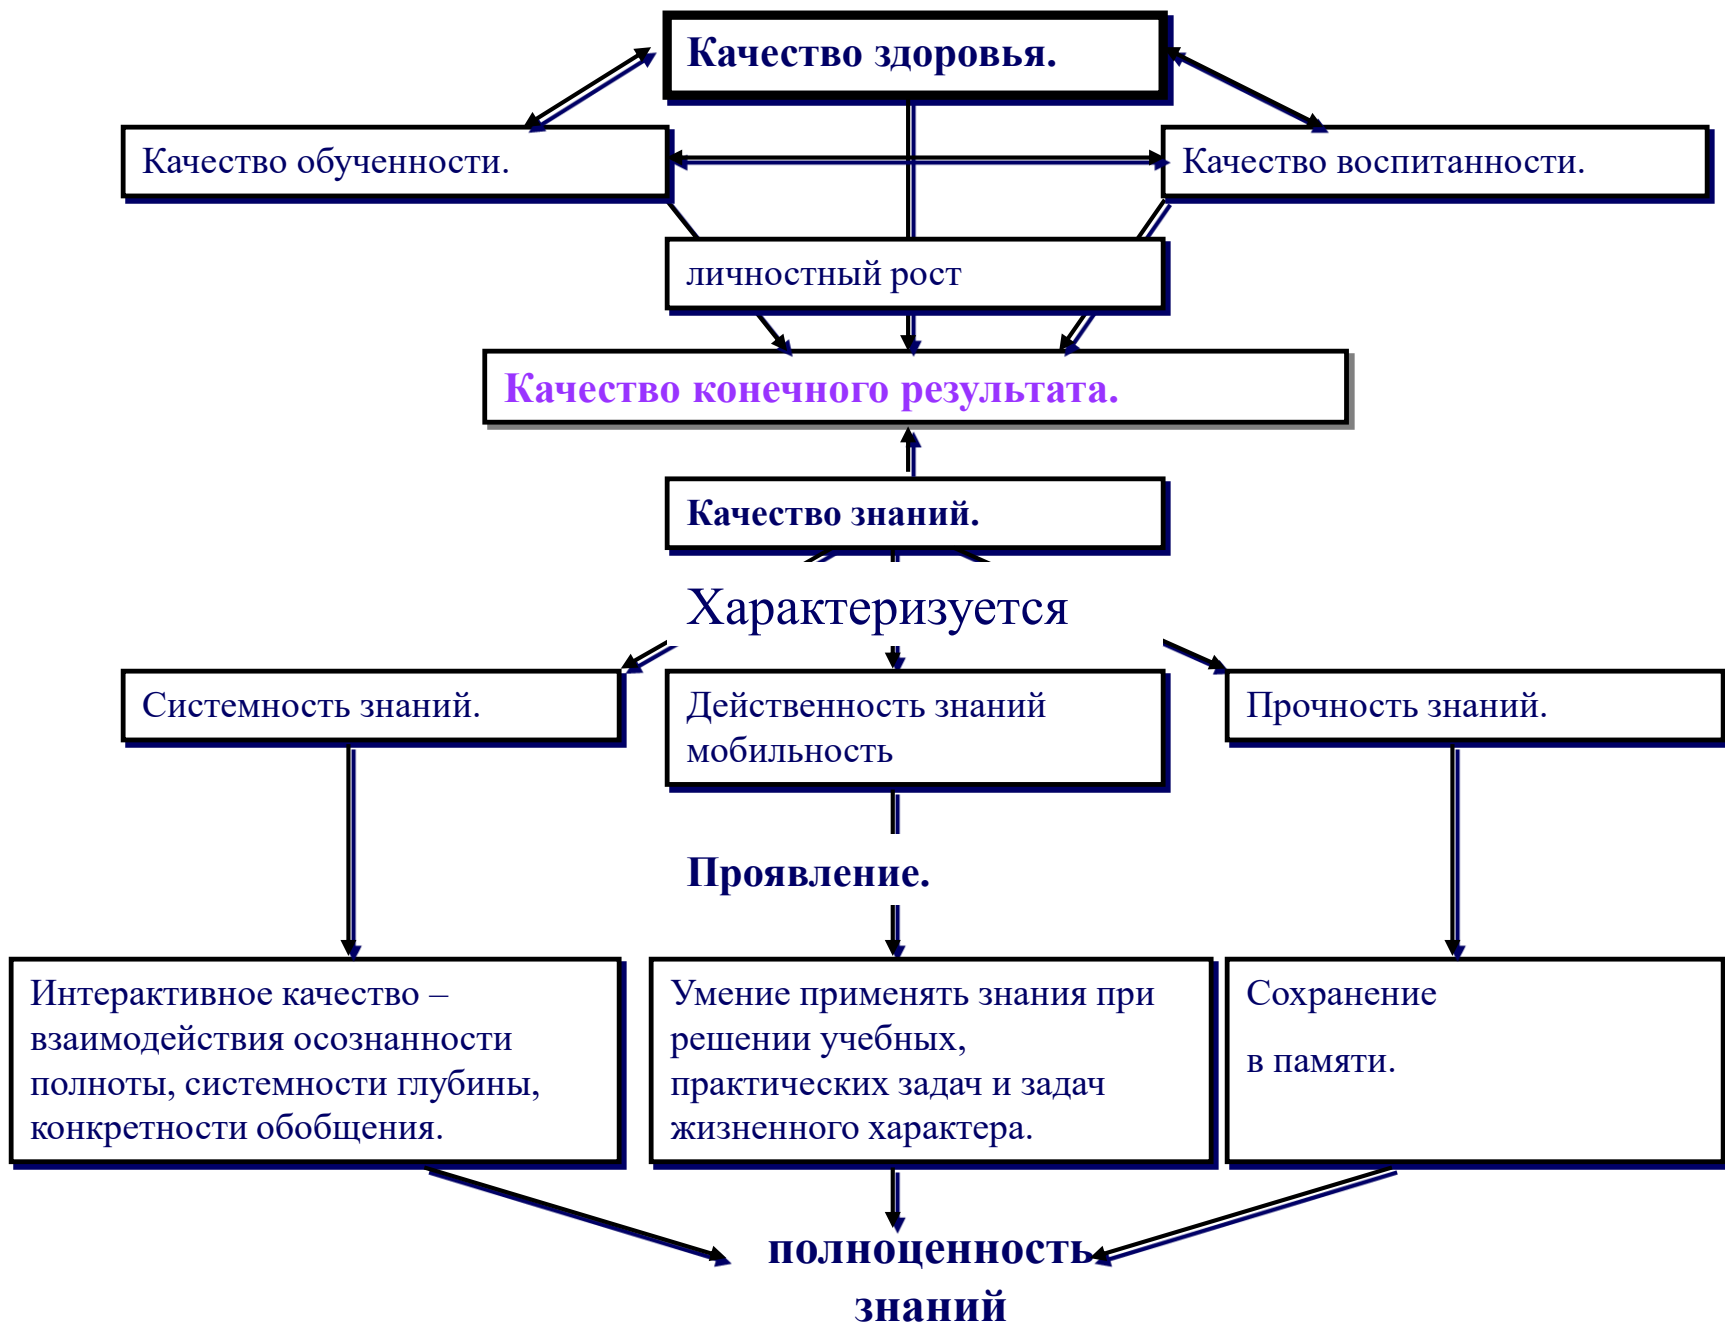 Качество здоровья.
Качество обученности.
Качество воспитанности.
личностный рост
Качество конечного результата.
Качество знаний.
Характеризуется
Системность знаний.
Действенность знаний
мобильность
Прочность знаний.
Проявление.
Интерактивное качество –
взаимодействия осознанности
полноты, системности глубины,
конкретности обобщения.
Умение применять знания при
решении учебных,
практических задач и задач
жизненного характера.
Сохранение
в памяти.
полноценность
знаний